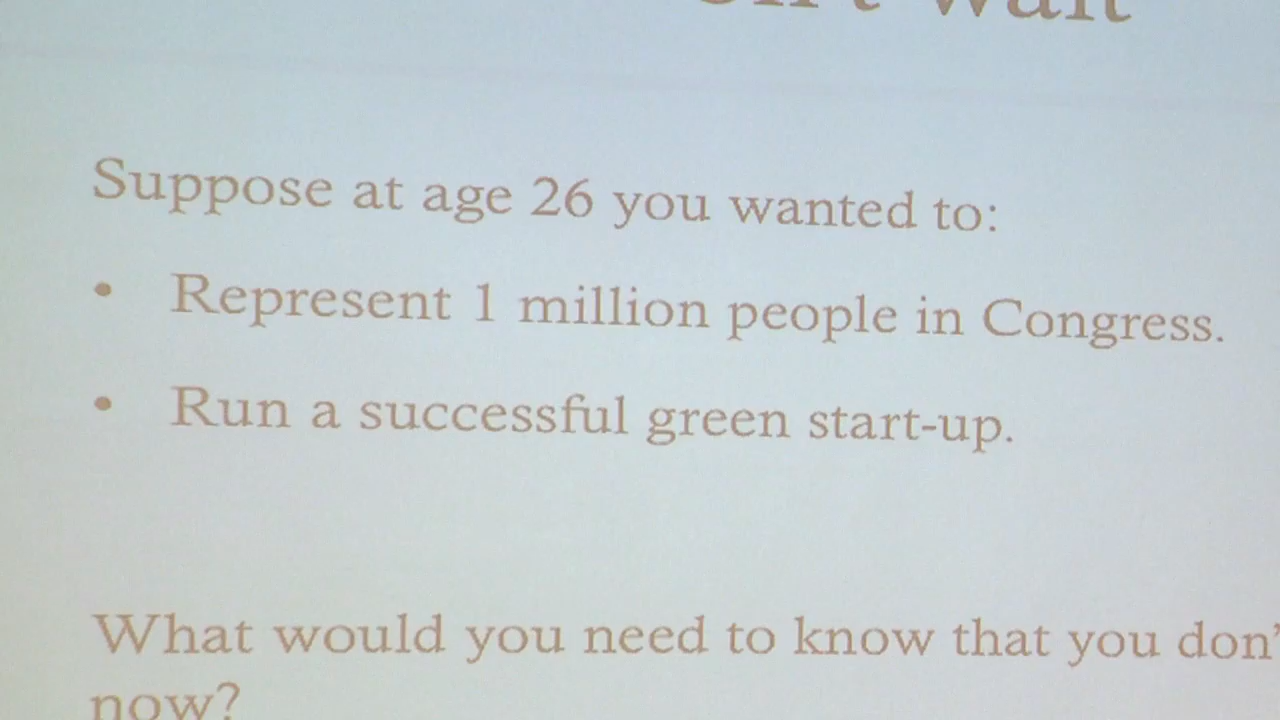 wait
Suppose at age 26 you wanted to:
• Represent 1 million people in Congress.
• Run a successful green start-up.
What would you need to know that you don'
now?